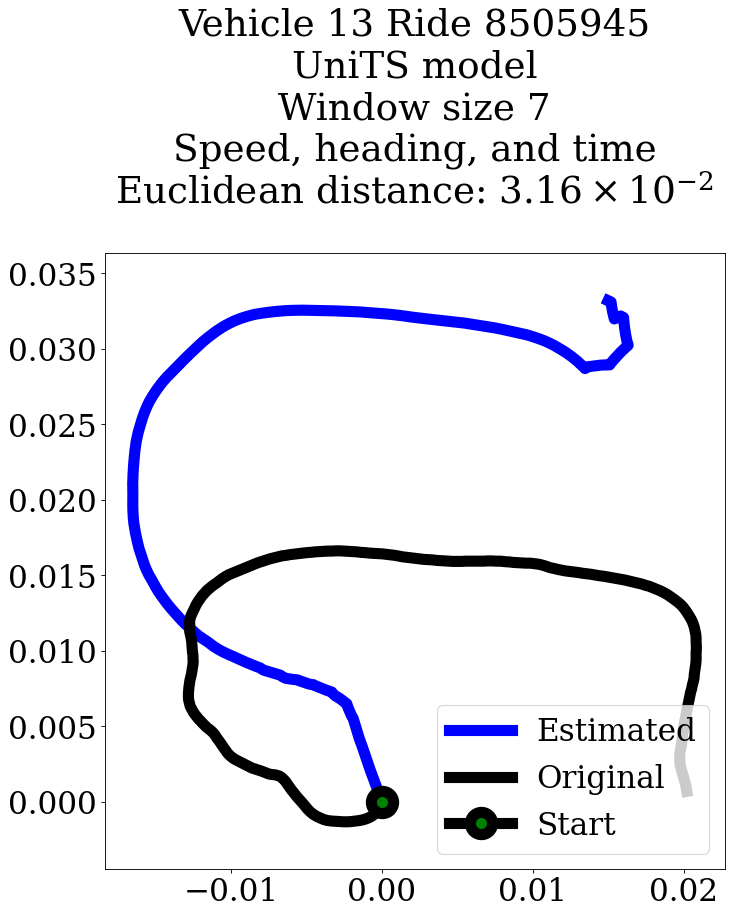 Vehicle 13 Ride 8505945
UniTS model
Window size 7
Speed, heading, and time
Euclidean distance: 3.16 × 10⁻²
0.035
0.030
0.025
0.020
0.015
0.010
0.005
0.000
Estimated
Original
Start
−0.01 0.00 0.01 0.02